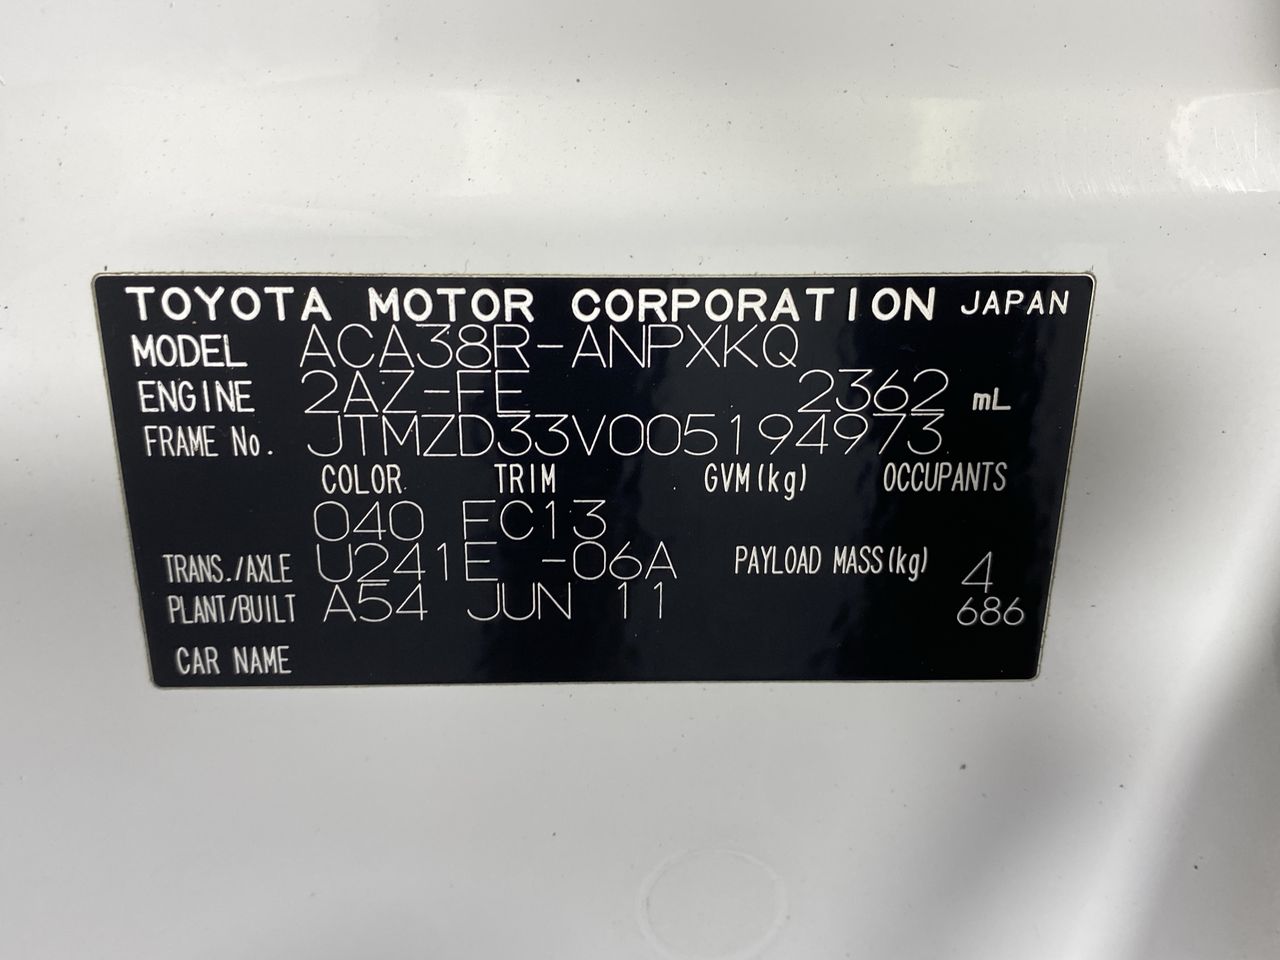 TOYOTA MOTOR CORPORATION JAPAN
MODEL ACA38R-ANPXKQ
ENGINE 2AZ-FE 2362 mL
FRAME No. JTMZD33V005194973
COLOR TRIM GVM(kg) OCCUPANTS
040 FC13
TRANS./AXLE U241E -06A PAYLOAD MASS(kg) 4
PLANT/BUILT A54 JUN 11 686
CAR NAME